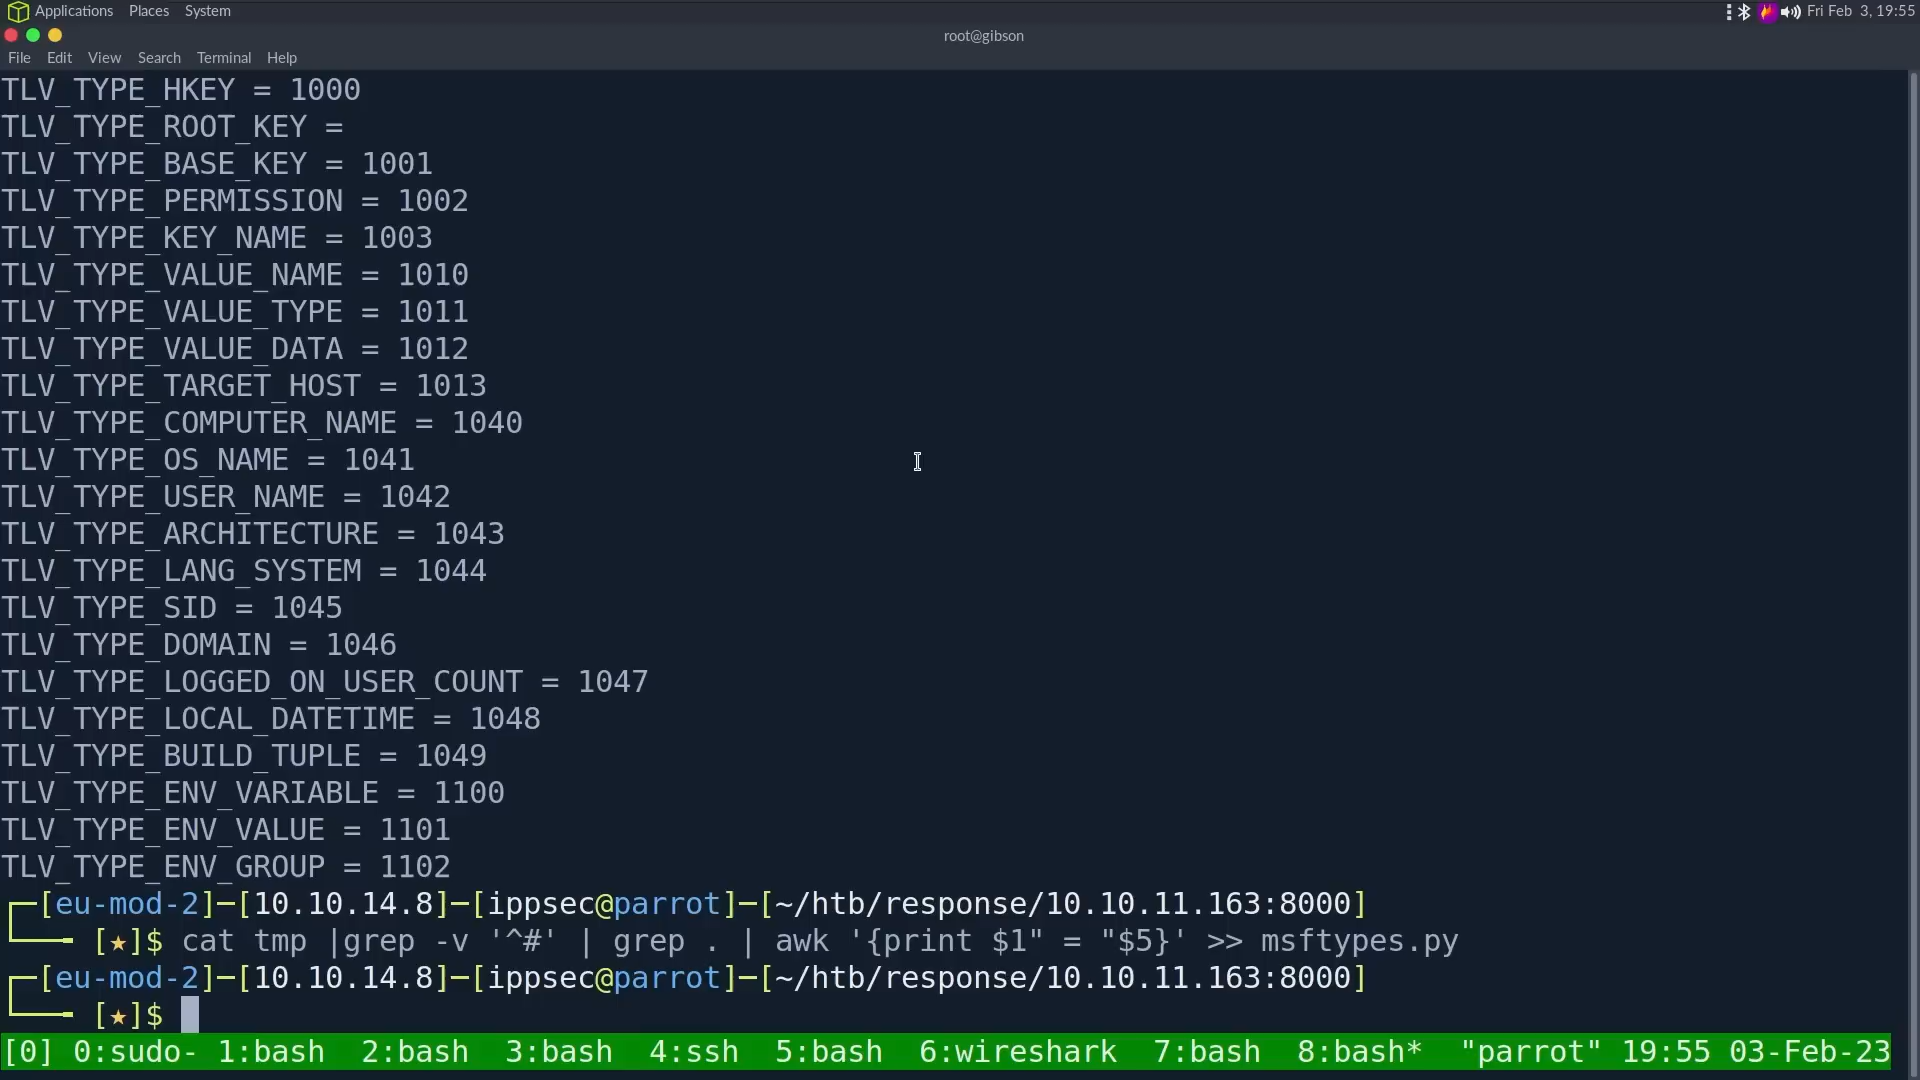 Applications Places System Fri Feb 3, 19:55
root@gibson
File Edit View Search Terminal Help
TLV_TYPE_HKEY = 1000
TLV_TYPE_ROOT_KEY =
TLV_TYPE_BASE_KEY = 1001
TLV_TYPE_PERMISSION = 1002
TLV_TYPE_KEY_NAME = 1003
TLV_TYPE_VALUE_NAME = 1010
TLV_TYPE_VALUE_TYPE = 1011
TLV_TYPE_VALUE_DATA = 1012
TLV_TYPE_TARGET_HOST = 1013
TLV_TYPE_COMPUTER_NAME = 1040
TLV_TYPE_OS_NAME = 1041
TLV_TYPE_USER_NAME = 1042
TLV_TYPE_ARCHITECTURE = 1043
TLV_TYPE_LANG_SYSTEM = 1044
TLV_TYPE_SID = 1045
TLV_TYPE_DOMAIN = 1046
TLV_TYPE_LOGGED_ON_USER_COUNT = 1047
TLV_TYPE_LOCAL_DATETIME = 1048
TLV_TYPE_BUILD_TUPLE = 1049
TLV_TYPE_ENV_VARIABLE = 1100
TLV_TYPE_ENV_VALUE = 1101
TLV_TYPE_ENV_GROUP = 1102
┌─[eu-mod-2]─[10.10.14.8]─[ippsec@parrot]─[~/htb/response/10.10.11.163:8000]
└──╼ [★]$ cat tmp |grep -v '^#' | grep . | awk '{print $1" = "$5}' >> msftypes.py
┌─[eu-mod-2]─[10.10.14.8]─[ippsec@parrot]─[~/htb/response/10.10.11.163:8000]
└──╼ [★]$
[0] 0:sudo- 1:bash 2:bash 3:bash 4:ssh 5:bash 6:wireshark 7:bash 8:bash* "parrot" 19:55 03-Feb-23